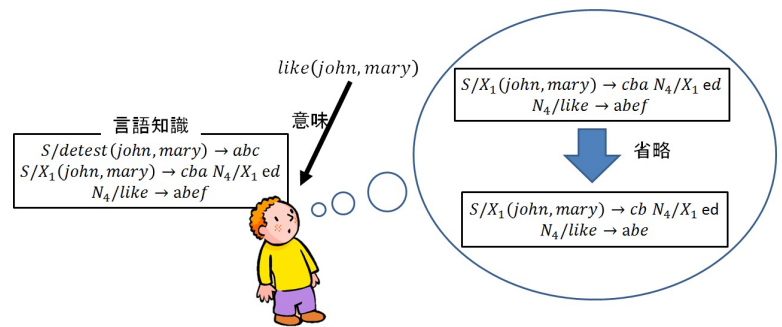 like(john, mary)
意味
言語知識
S/detest(john, mary) → abc
S/X₁(john, mary) → cba N₄/X₁ ed
N₄/like → abef
S/X₁(john, mary) → cba N₄/X₁ ed
N₄/like → abef
省略
S/X₁(john, mary) → cb N₄/X₁ ed
N₄/like → abe